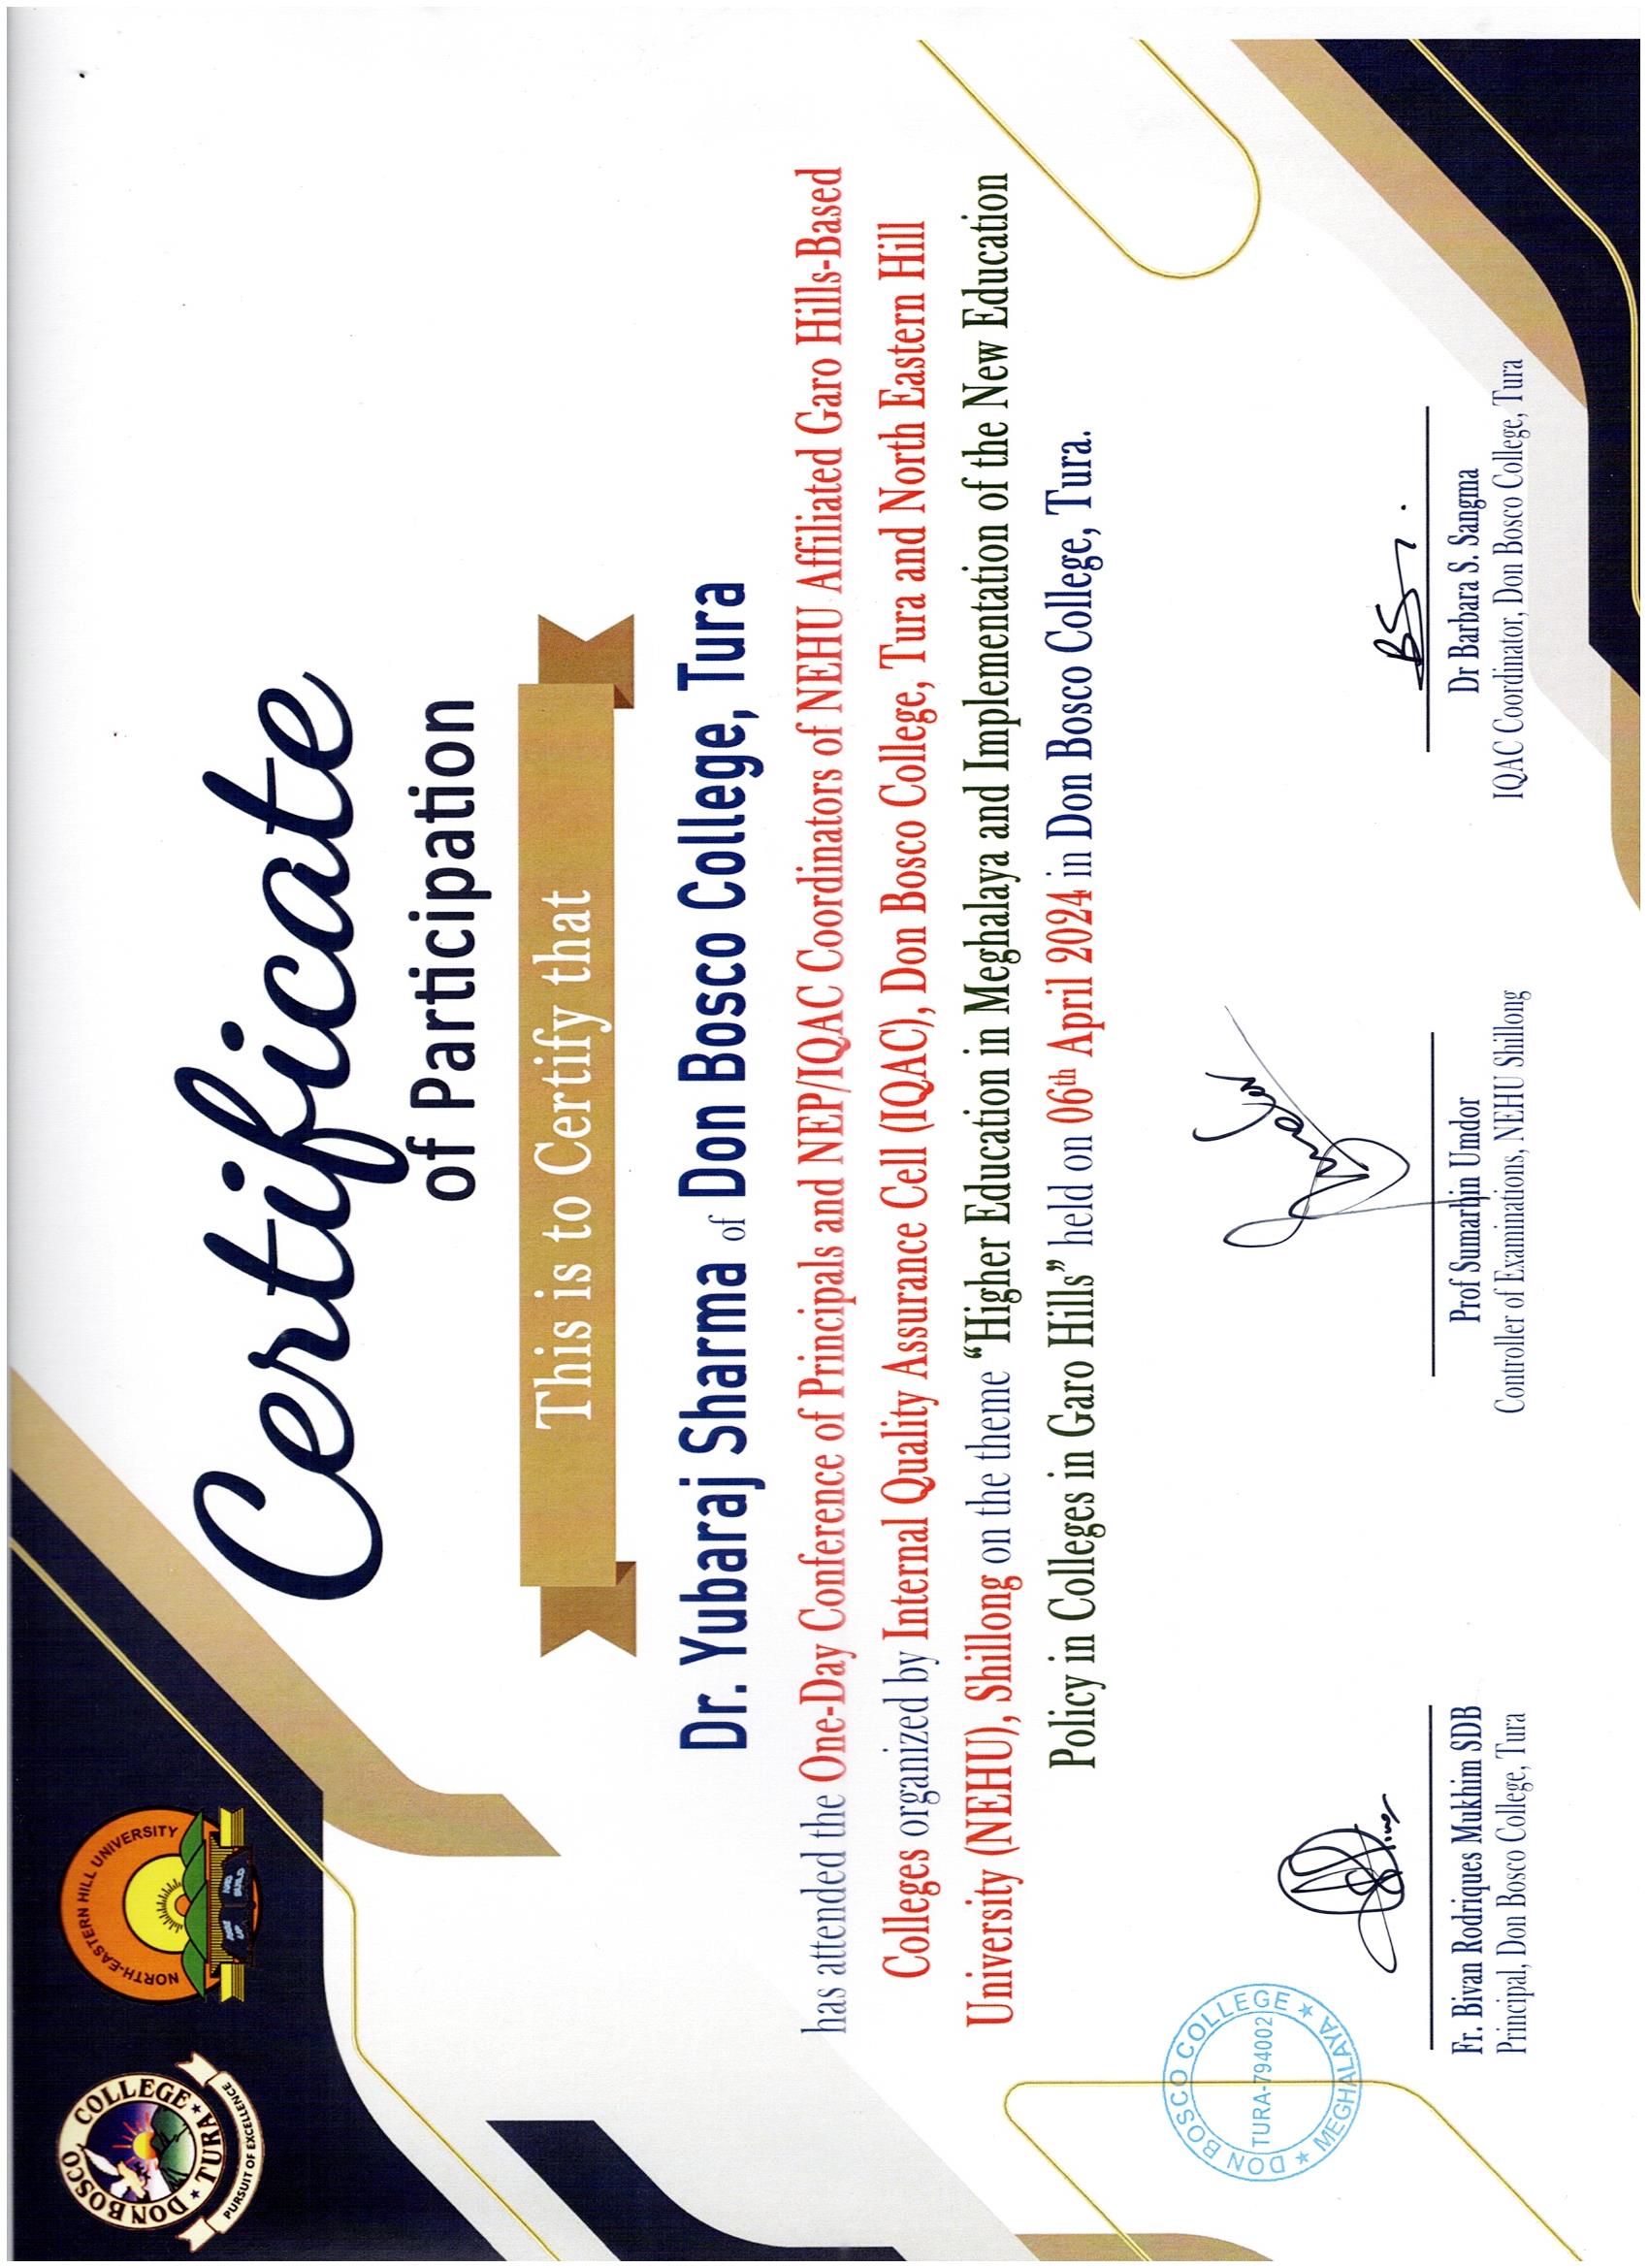 DON BOSCO COLLEGE
TURA
PURSUIT OF EXCELLENCE
NORTH-EASTERN HILL UNIVERSITY
RISE UP AND BUILD
Certificate
of Participation
This is to Certify that
Dr. Yubaraj Sharma of Don Bosco College, Tura
has attended the One-Day Conference of Principals and NEP/IQAC Coordinators of NEHU Affiliated Garo Hills-Based
Colleges organized by Internal Quality Assurance Cell (IQAC), Don Bosco College, Tura and North Eastern Hill
University (NEHU), Shillong on the theme “Higher Education in Meghalaya and Implementation of the New Education
Policy in Colleges in Garo Hills” held on 06th April 2024 in Don Bosco College, Tura.
DON BOSCO COLLEGE
TURA-794002
MEGHALAYA
Fr. Bivan Rodriques Mukhim SDB
Principal, Don Bosco College, Tura
Prof Sumarbin Umdor
Controller of Examinations, NEHU Shillong
Dr Barbara S. Sangma
IQAC Coordinator, Don Bosco College, Tura